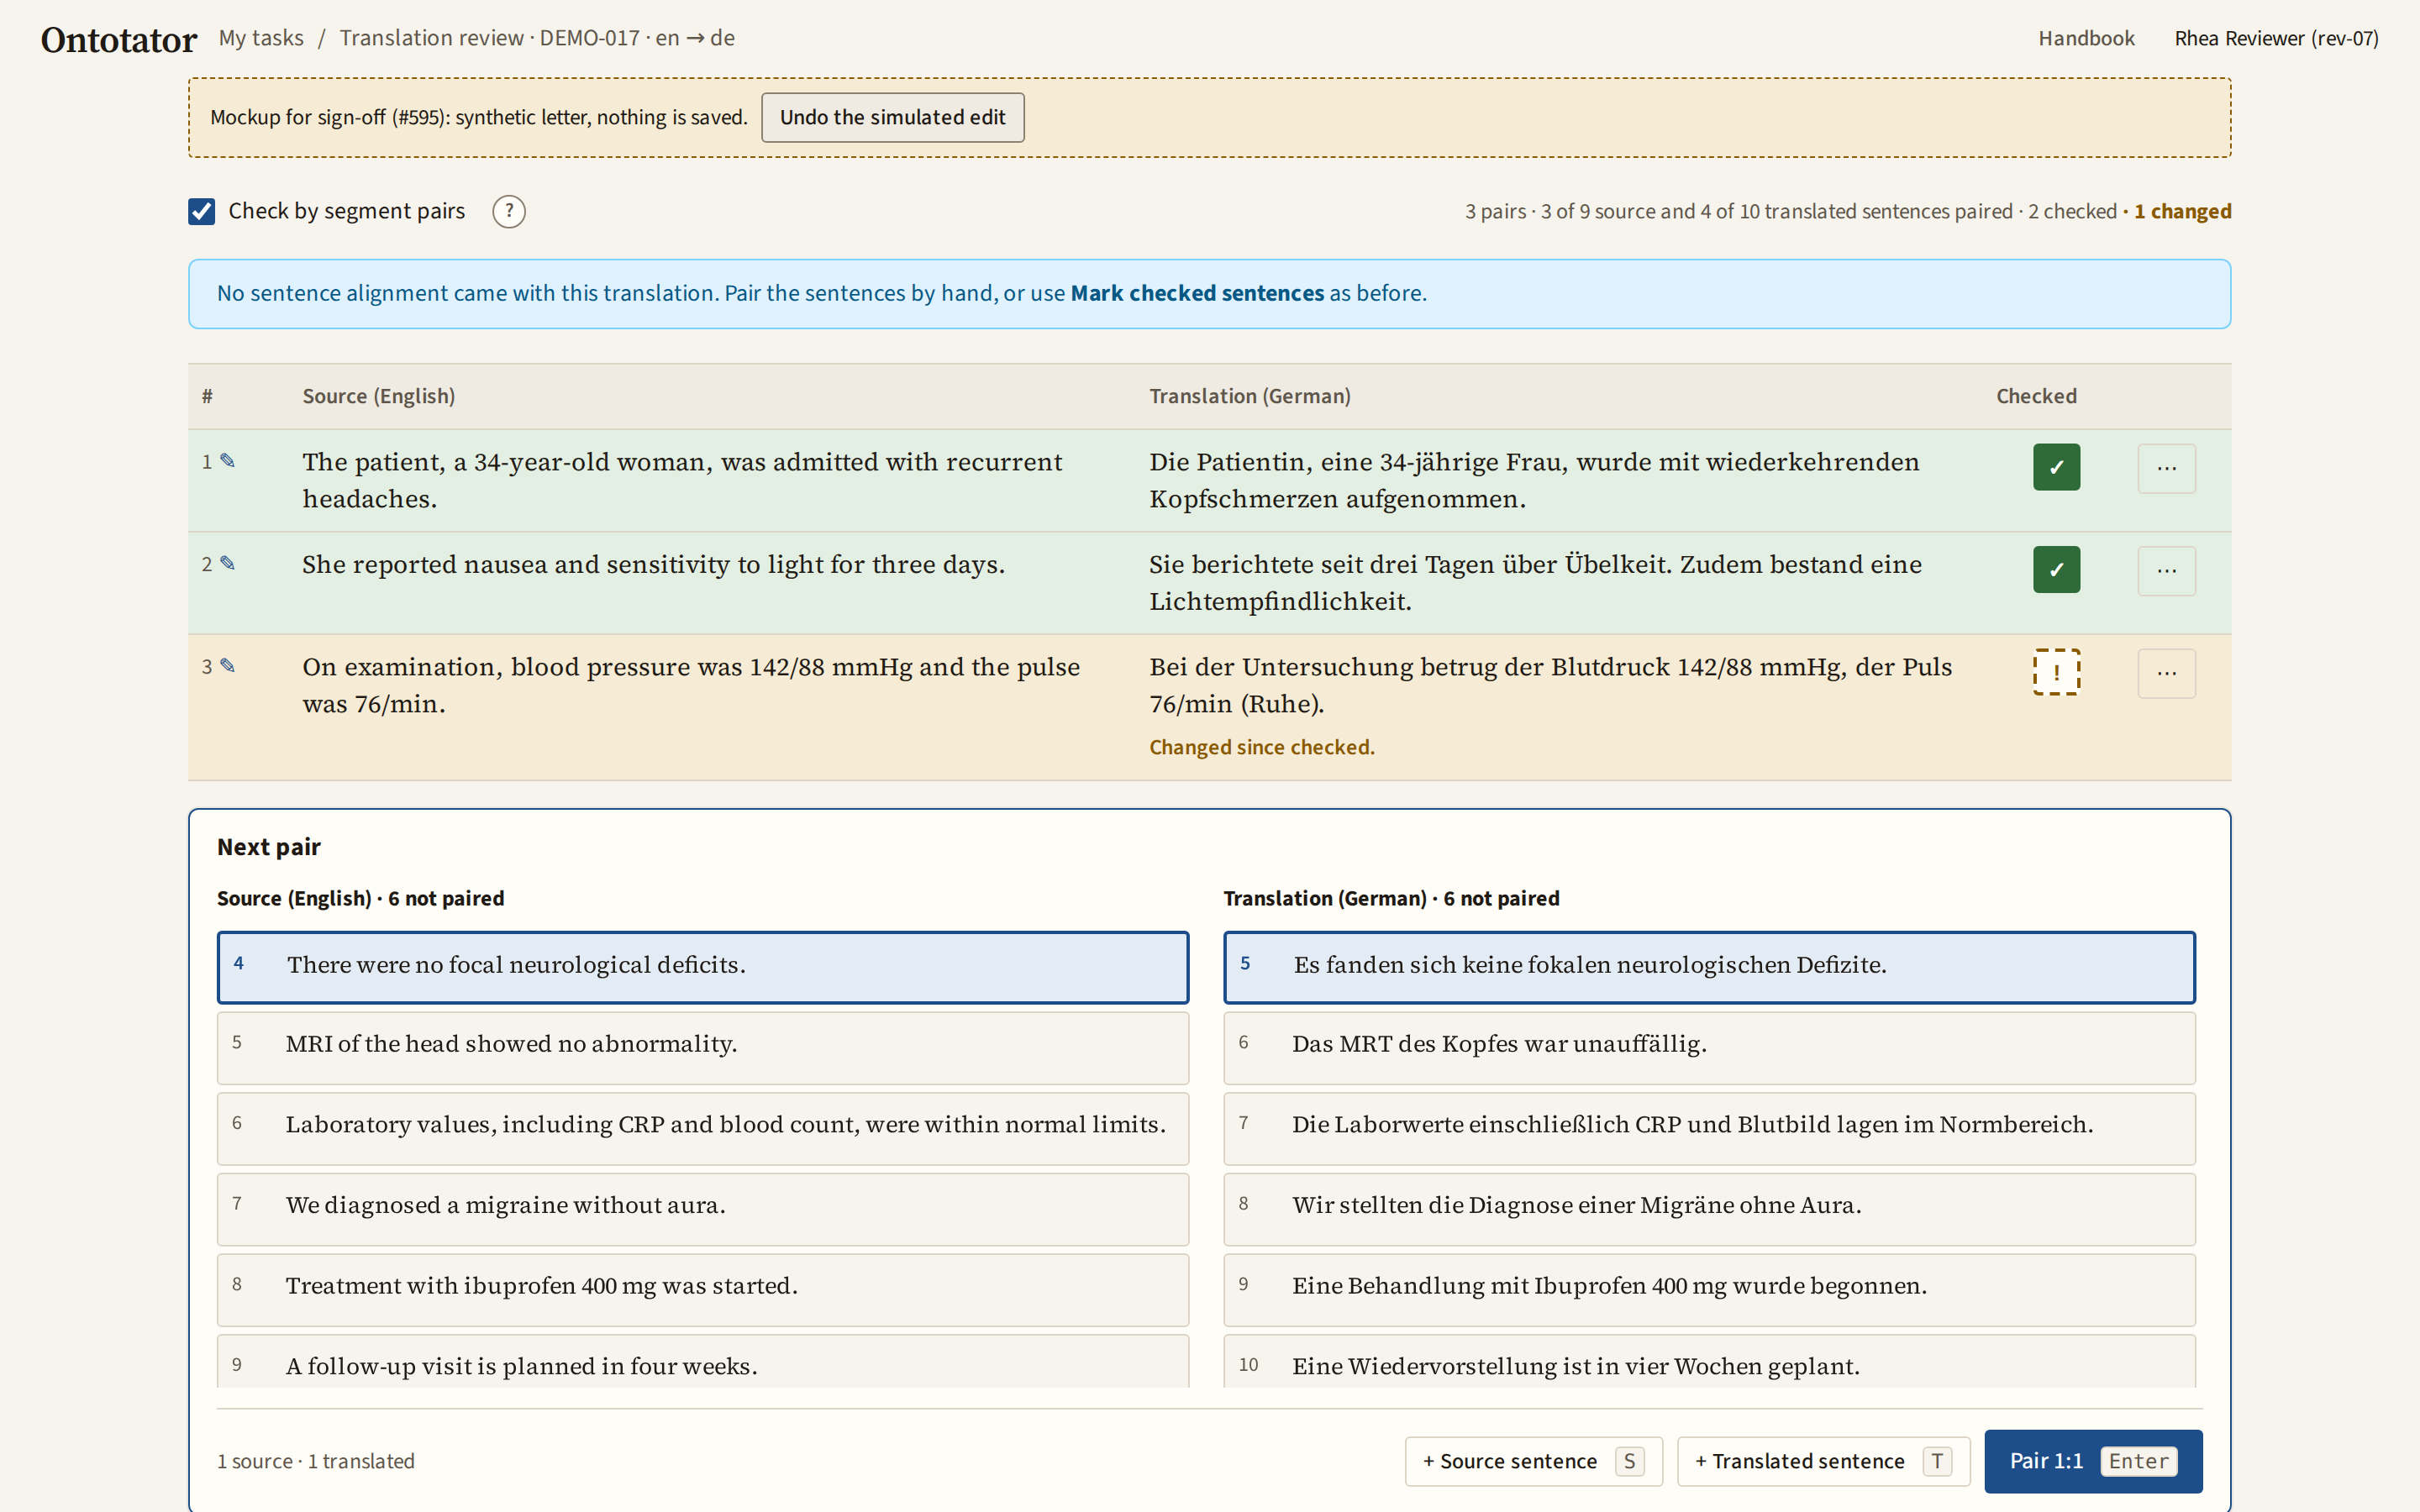 Ontotator My tasks / Translation review · DEMO-017 · en → de Handbook Rhea Reviewer (rev-07)
Mockup for sign-off (#595): synthetic letter, nothing is saved. Undo the simulated edit
Check by segment pairs ? 3 pairs · 3 of 9 source and 4 of 10 translated sentences paired · 2 checked · 1 changed
No sentence alignment came with this translation. Pair the sentences by hand, or use Mark checked sentences as before.
# Source (English) Translation (German) Checked
1 ✎ The patient, a 34-year-old woman, was admitted with recurrent
headaches.
Die Patientin, eine 34-jährige Frau, wurde mit wiederkehrenden
Kopfschmerzen aufgenommen.
✓ ⋯
2 ✎ She reported nausea and sensitivity to light for three days.
Sie berichtete seit drei Tagen über Übelkeit. Zudem bestand eine
Lichtempfindlichkeit.
✓ ⋯
3 ✎ On examination, blood pressure was 142/88 mmHg and the pulse
was 76/min.
Bei der Untersuchung betrug der Blutdruck 142/88 mmHg, der Puls
76/min (Ruhe).
Changed since checked.
! ⋯
Next pair
Source (English) · 6 not paired
4 There were no focal neurological deficits.
5 MRI of the head showed no abnormality.
6 Laboratory values, including CRP and blood count, were within normal limits.
7 We diagnosed a migraine without aura.
8 Treatment with ibuprofen 400 mg was started.
9 A follow-up visit is planned in four weeks.
Translation (German) · 6 not paired
5 Es fanden sich keine fokalen neurologischen Defizite.
6 Das MRT des Kopfes war unauffällig.
7 Die Laborwerte einschließlich CRP und Blutbild lagen im Normbereich.
8 Wir stellten die Diagnose einer Migräne ohne Aura.
9 Eine Behandlung mit Ibuprofen 400 mg wurde begonnen.
10 Eine Wiedervorstellung ist in vier Wochen geplant.
1 source · 1 translated + Source sentence S + Translated sentence T Pair 1:1 Enter